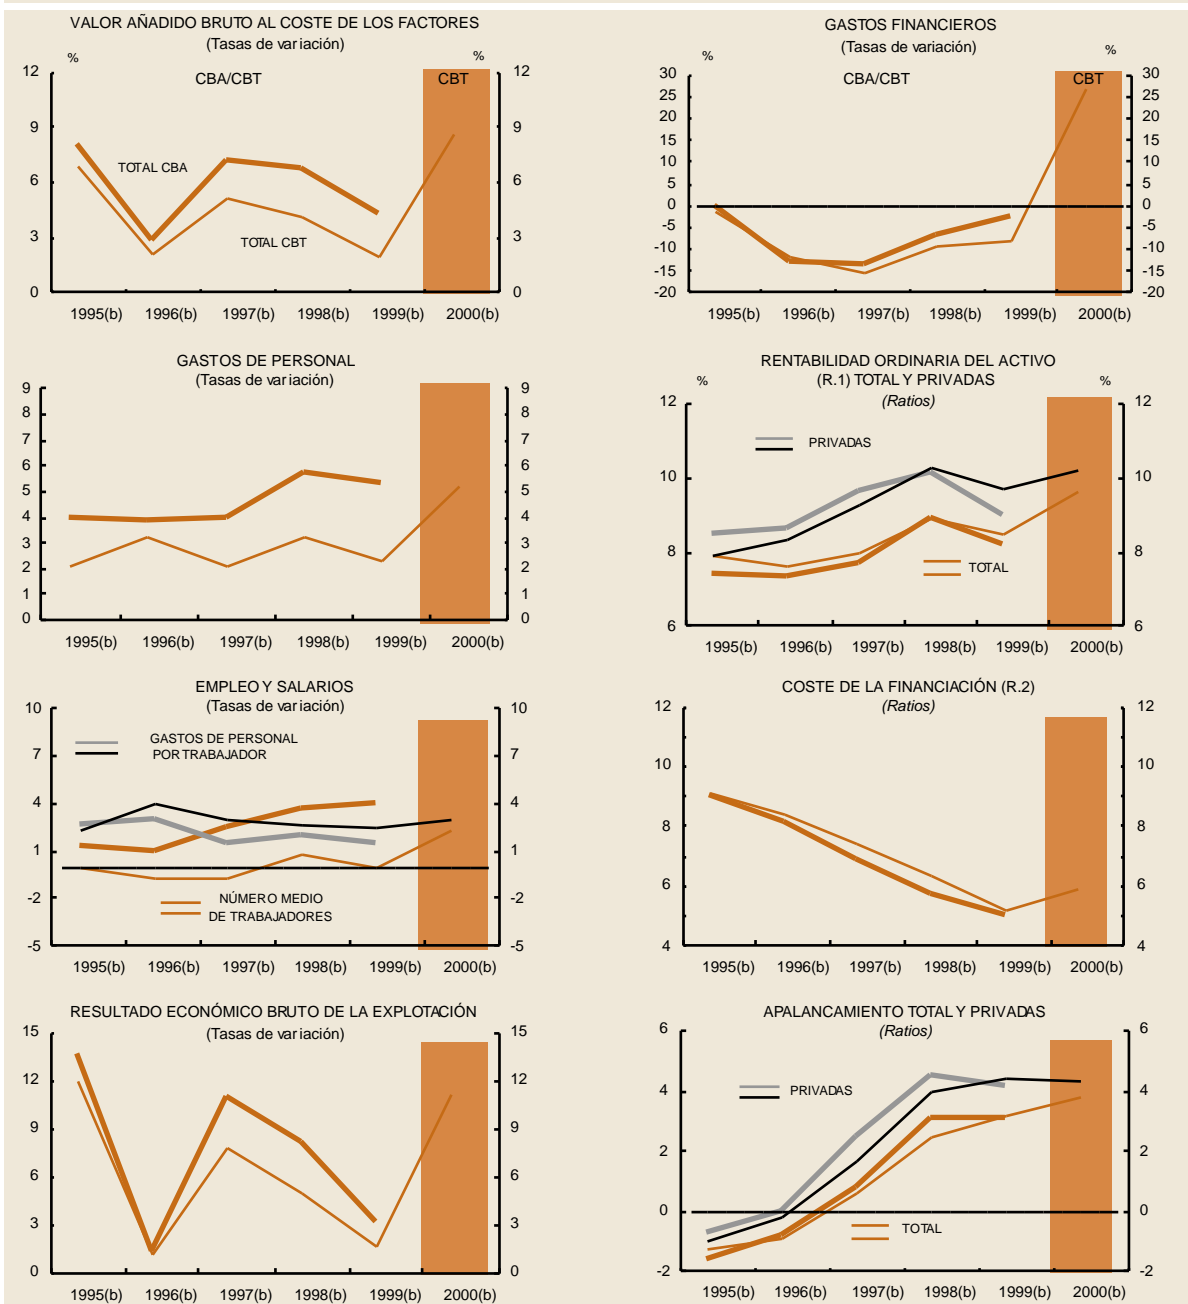 VALOR AÑADIDO BRUTO AL COSTE DE LOS FACTORES
(Tasas de variación)
%
%
CBA/CBT
CBT
12
12
9
9
TOTAL CBA
6
6
TOTAL CBT
3
3
0
0
1995(b) 1996(b) 1997(b) 1998(b) 1999(b) 2000(b)
GASTOS FINANCIEROS
(Tasas de variación)
%
%
CBA/CBT
CBT
30
30
25
25
20
20
15
15
10
10
5
5
0
0
-5
-5
-10
-10
-15
-15
-20
-20
1995(b) 1996(b) 1997(b) 1998(b) 1999(b) 2000(b)
GASTOS DE PERSONAL
(Tasas de variación)
9
9
8
8
7
7
6
6
5
5
4
4
3
3
2
2
1
1
0
0
1995(b) 1996(b) 1997(b) 1998(b) 1999(b) 2000(b)
RENTABILIDAD ORDINARIA DEL ACTIVO
(R.1) TOTAL Y PRIVADAS
(Ratios)
%
%
12
12
PRIVADAS
10
10
8
8
TOTAL
6
6
1995(b) 1996(b) 1997(b) 1998(b) 1999(b) 2000(b)
EMPLEO Y SALARIOS
(Tasas de variación)
10
10
GASTOS DE PERSONAL
POR TRABAJADOR
7
7
4
4
1
1
-2
-2
NÚMERO MEDIO
DE TRABAJADORES
-5
-5
1995(b) 1996(b) 1997(b) 1998(b) 1999(b) 2000(b)
COSTE DE LA FINANCIACIÓN (R.2)
(Ratios)
12
12
10
10
8
8
6
6
4
4
1995(b) 1996(b) 1997(b) 1998(b) 1999(b) 2000(b)
RESULTADO ECONÓMICO BRUTO DE LA EXPLOTACIÓN
(Tasas de variación)
15
15
12
12
9
9
6
6
3
3
0
0
1995(b) 1996(b) 1997(b) 1998(b) 1999(b) 2000(b)
APALANCAMIENTO TOTAL Y PRIVADAS
(Ratios)
6
6
PRIVADAS
4
4
2
2
0
0
TOTAL
-2
-2
1995(b) 1996(b) 1997(b) 1998(b) 1999(b) 2000(b)